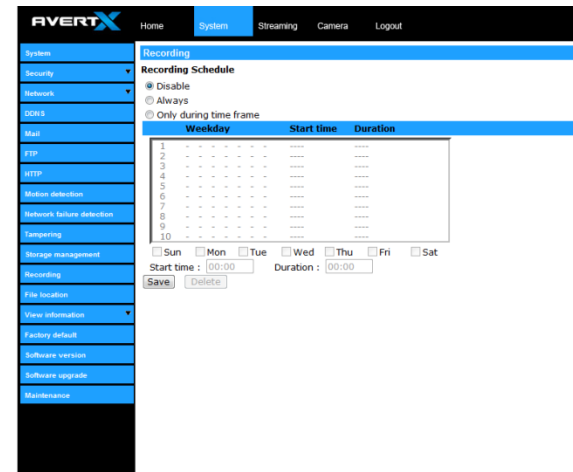 AVERTX
Home System Streaming Camera Logout
System
Security
Network
DDNS
Mail
FTP
HTTP
Motion detection
Network failure detection
Tampering
Storage management
Recording
File location
View information
Factory default
Software version
Software upgrade
Maintenance
Recording
Recording Schedule
Disable
Always
Only during time frame
Weekday Start time Duration
1 - - - - - - - ---- ----
2 - - - - - - - ---- ----
3 - - - - - - - ---- ----
4 - - - - - - - ---- ----
5 - - - - - - - ---- ----
6 - - - - - - - ---- ----
7 - - - - - - - ---- ----
8 - - - - - - - ---- ----
9 - - - - - - - ---- ----
10 - - - - - - - ---- ----
Sun Mon Tue Wed Thu Fri Sat
Start time : 00:00 Duration : 00:00
Save Delete